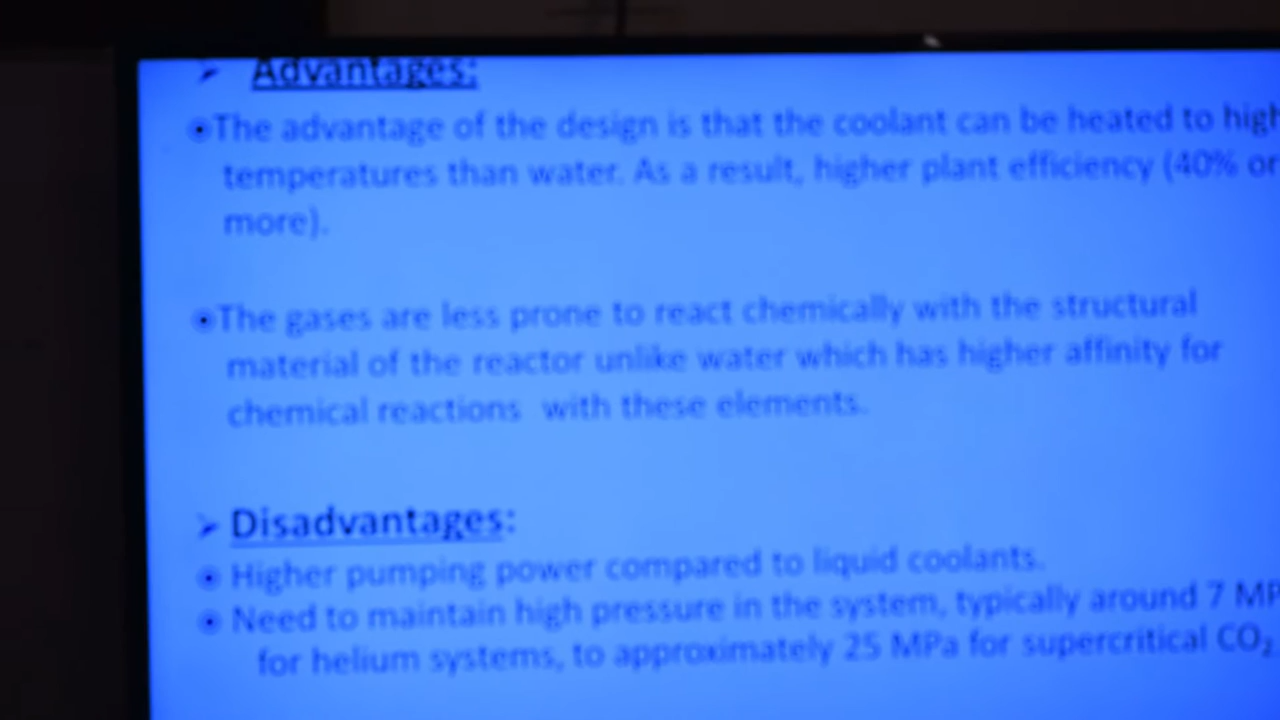 Advantages:
The advantage of the design is that the coolant can be heated to high
temperatures than water. As a result, higher plant efficiency (40% or
more).
The gases are less prone to react chemically with the structural
material of the reactor unlike water which has higher affinity for
chemical reactions with these elements.
Disadvantages:
Higher pumping power compared to liquid coolants.
Need to maintain high pressure in the system, typically around 7 MP
for helium systems, to approximately 25 MPa for supercritical CO₂